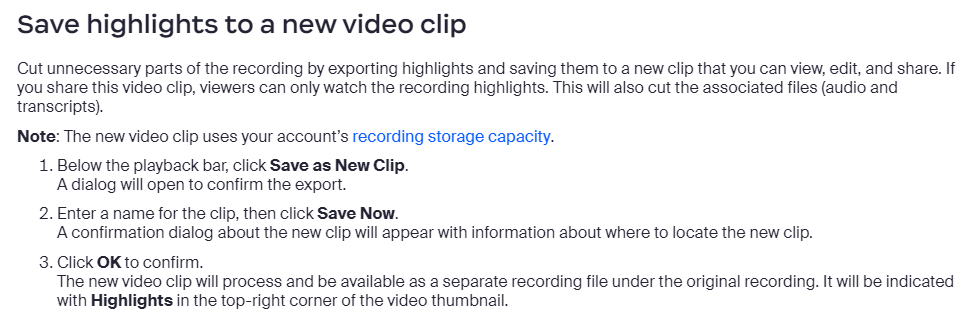 Save highlights to a new video clip
Cut unnecessary parts of the recording by exporting highlights and saving them to a new clip that you can view, edit, and share. If
you share this video clip, viewers can only watch the recording highlights. This will also cut the associated files (audio and
transcripts).
Note: The new video clip uses your account's recording storage capacity.
1. Below the playback bar, click Save as New Clip.
A dialog will open to confirm the export.
2. Enter a name for the clip, then click Save Now.
A confirmation dialog about the new clip will appear with information about where to locate the new clip.
3. Click OK to confirm.
The new video clip will process and be available as a separate recording file under the original recording. It will be indicated
with Highlights in the top-right corner of the video thumbnail.